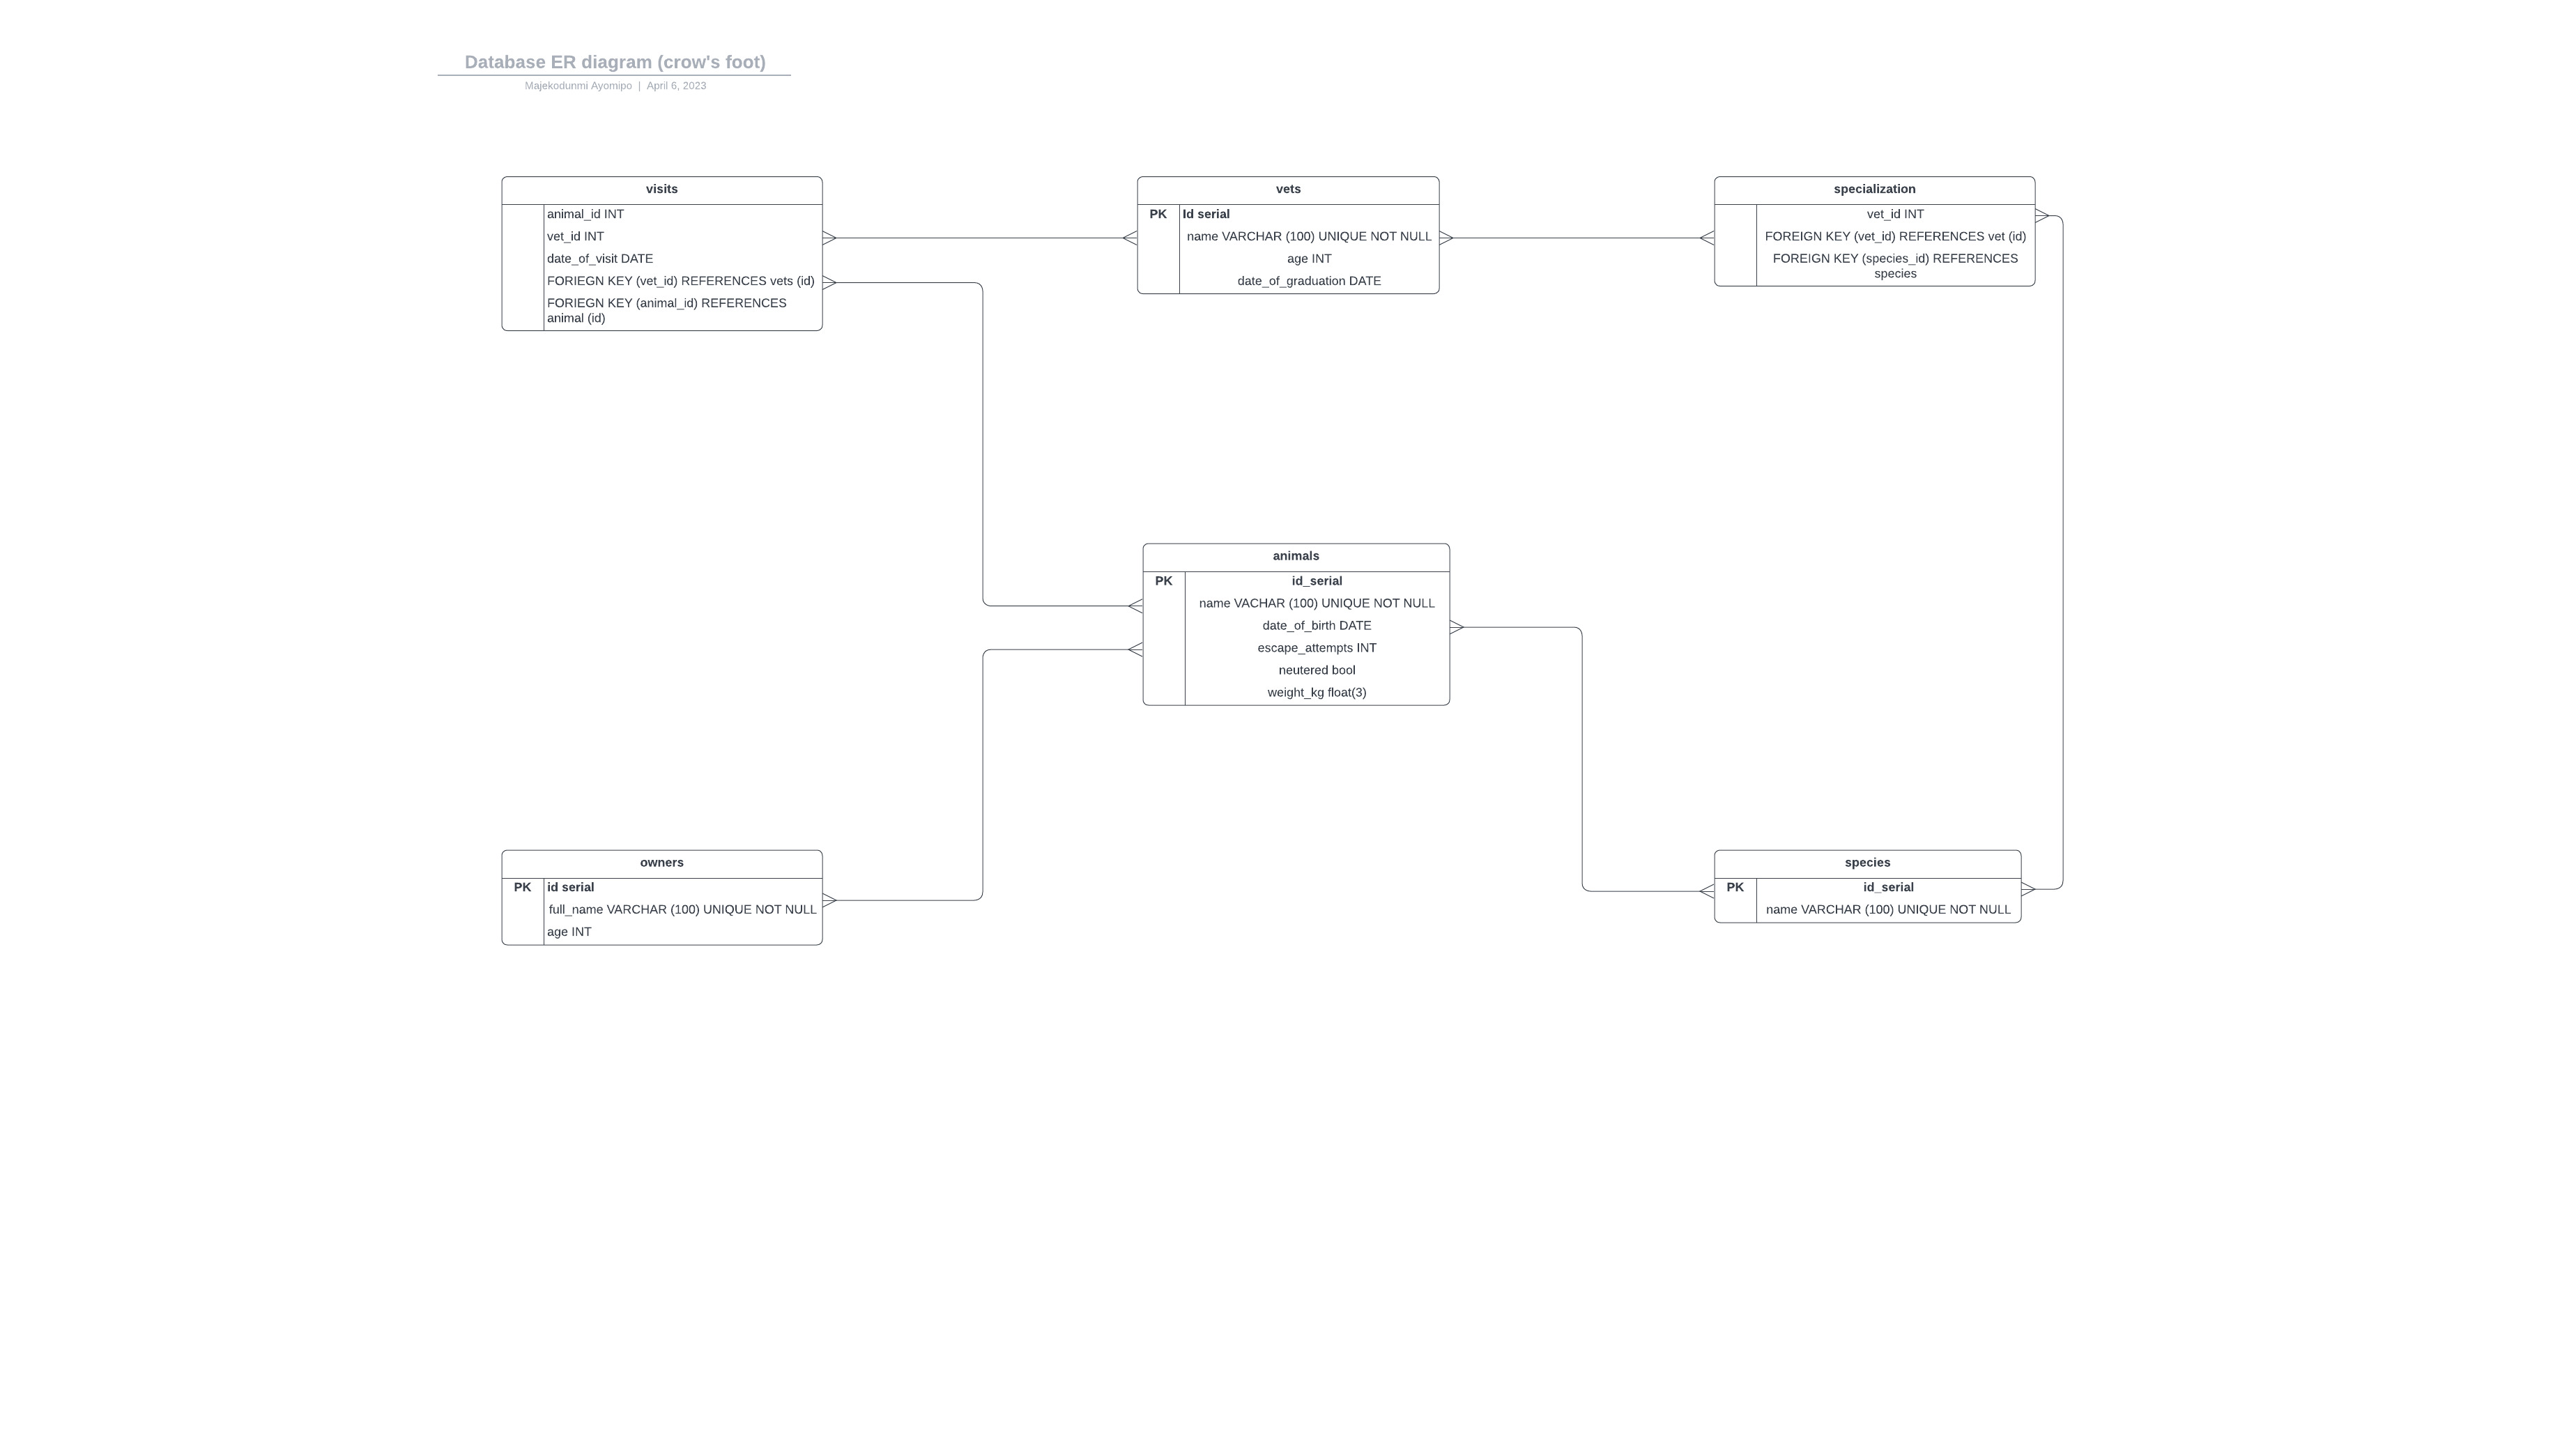 Database ER diagram (crow's foot)
Majekodunmi Ayomipo | April 6, 2023
visits
animal_id INT
vet_id INT
date_of_visit DATE
FORIEGN KEY (vet_id) REFERENCES vets (id)
FORIEGN KEY (animal_id) REFERENCES
animal (id)
vets
PK Id serial
name VARCHAR (100) UNIQUE NOT NULL
age INT
date_of_graduation DATE
specialization
vet_id INT
FOREIGN KEY (vet_id) REFERENCES vet (id)
FOREIGN KEY (species_id) REFERENCES
species
animals
PK id_serial
name VACHAR (100) UNIQUE NOT NULL
date_of_birth DATE
escape_attempts INT
neutered bool
weight_kg float(3)
owners
PK id serial
full_name VARCHAR (100) UNIQUE NOT NULL
age INT
species
PK id_serial
name VARCHAR (100) UNIQUE NOT NULL